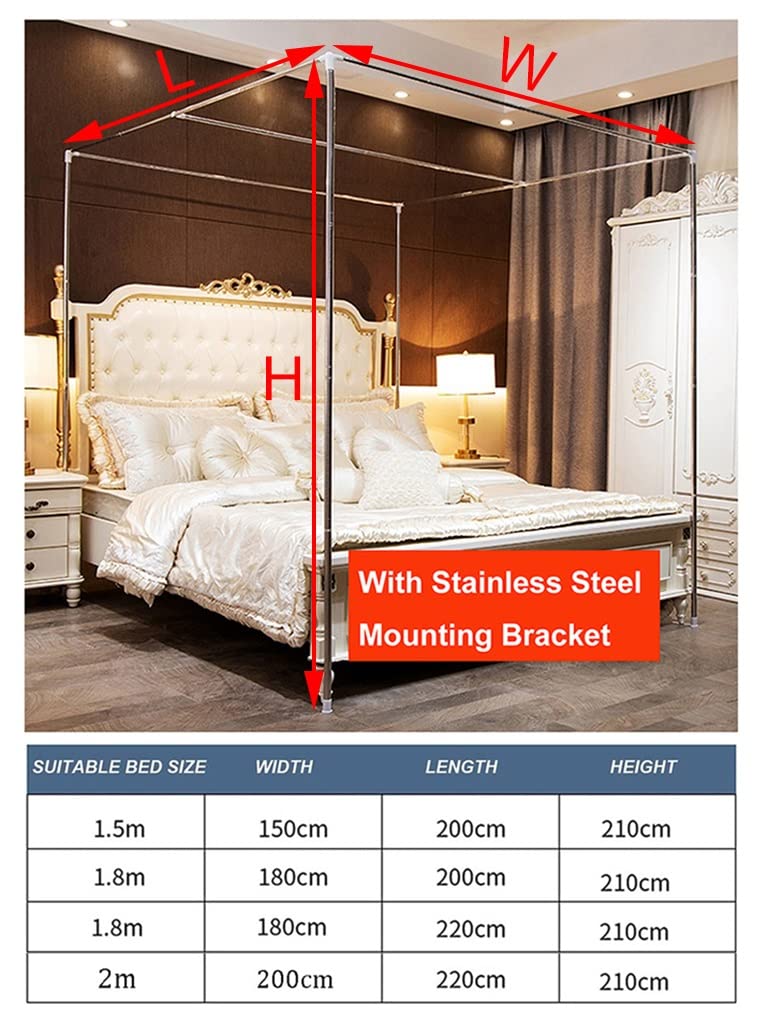 L
W
H
With Stainless Steel
Mounting Bracket
SUITABLE BED SIZE WIDTH LENGTH HEIGHT
1.5m 150cm 200cm 210cm
1.8m 180cm 200cm 210cm
1.8m 180cm 220cm 210cm
2m 200cm 220cm 210cm